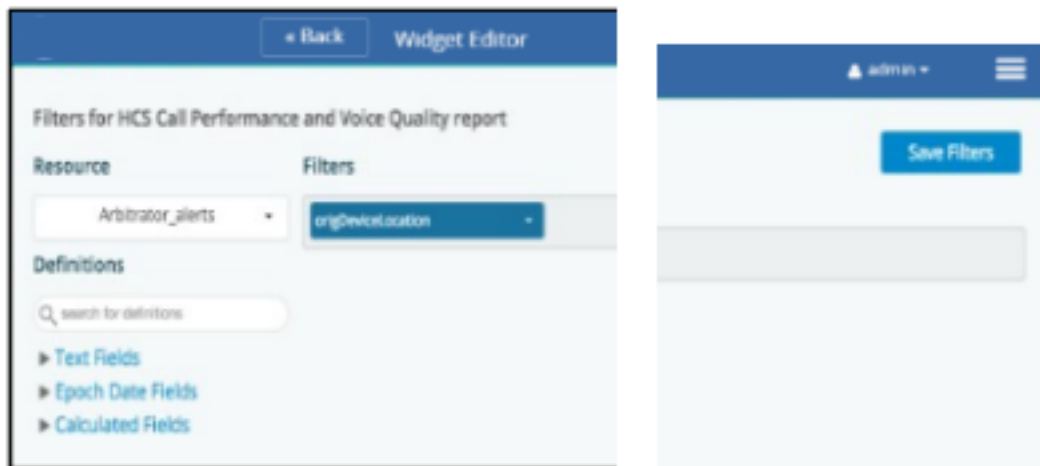 « Back
Widget Editor
admin
Filters for HCS Call Performance and Voice Quality report
Save Filters
Resource
Filters
Arbitrator_alerts
origDeviceLocation
Definitions
search for definitions
Text Fields
Epoch Date Fields
Calculated Fields